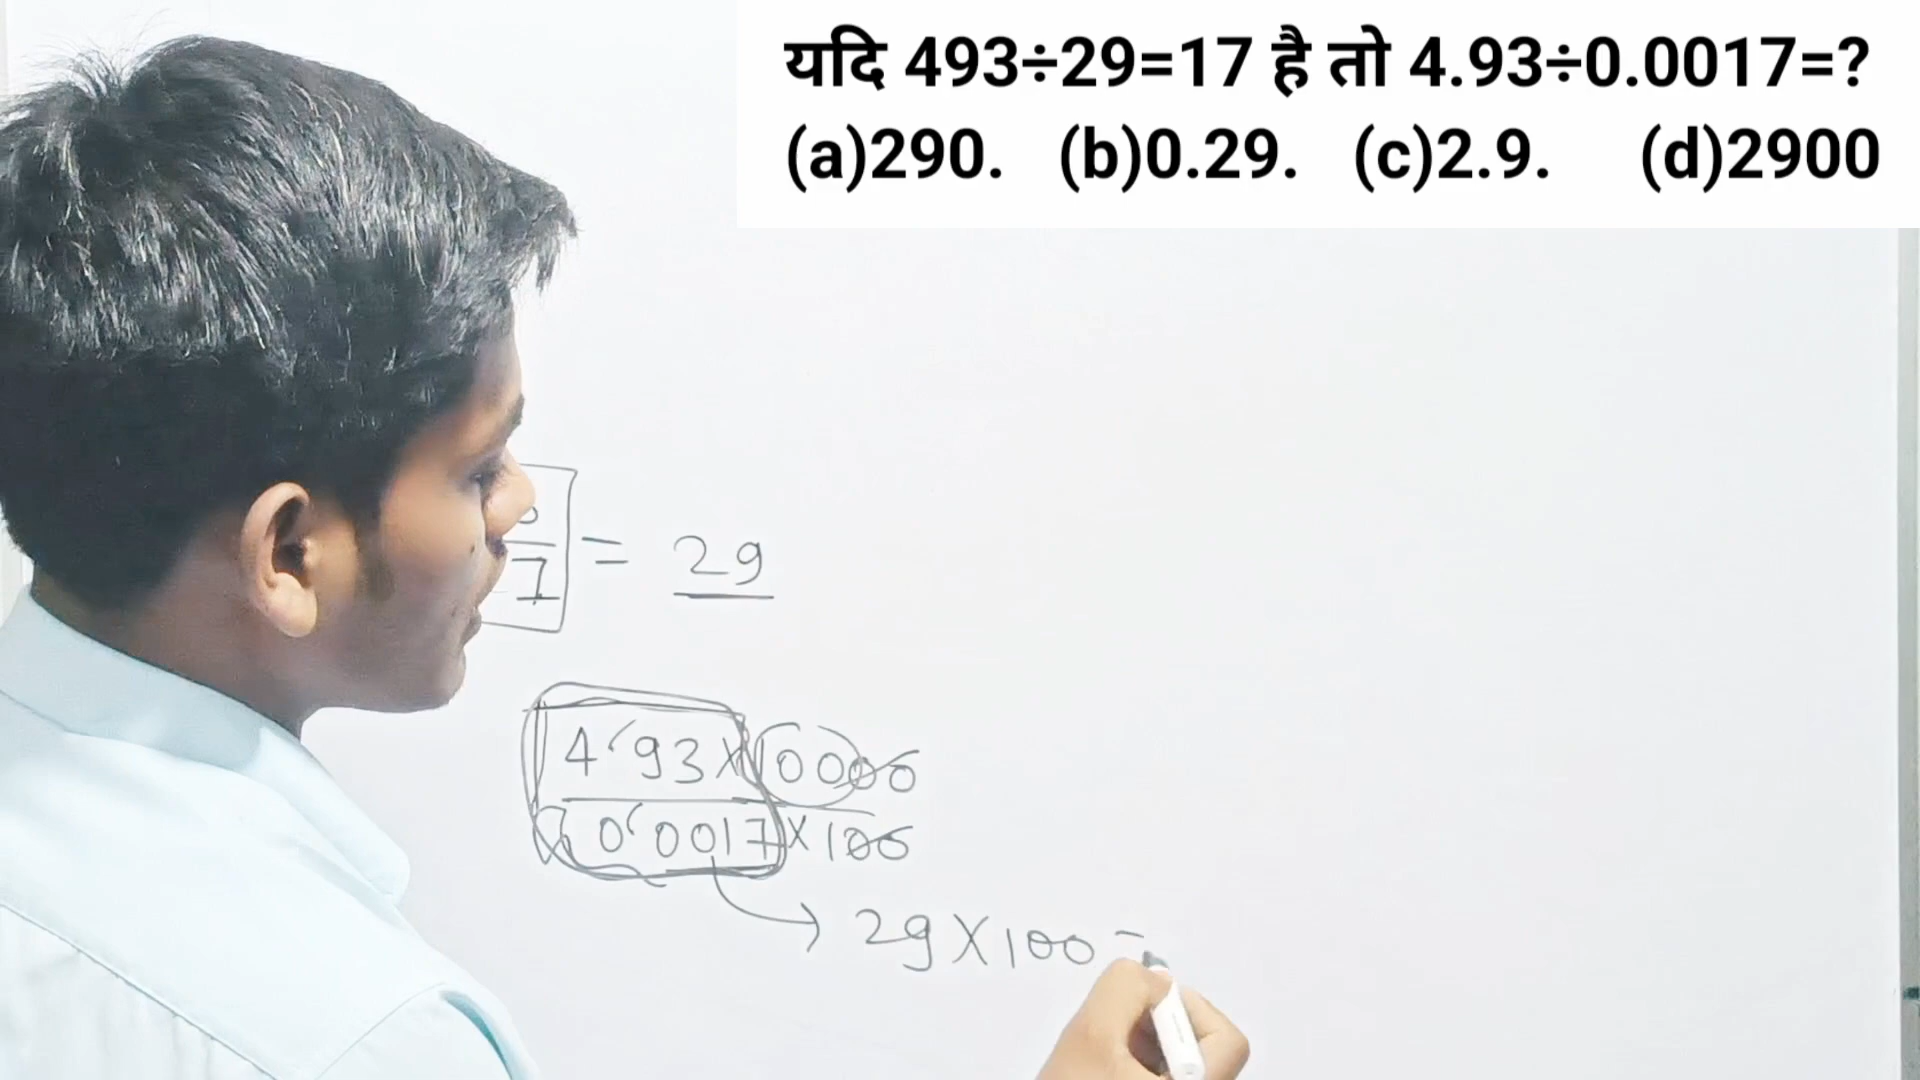 यदि 493÷29=17 है तो 4.93÷0.0017=?
(a)290. (b)0.29. (c)2.9. (d)2900
7 = 29
4.93×10000
0.0017×100
→ 29×100 =